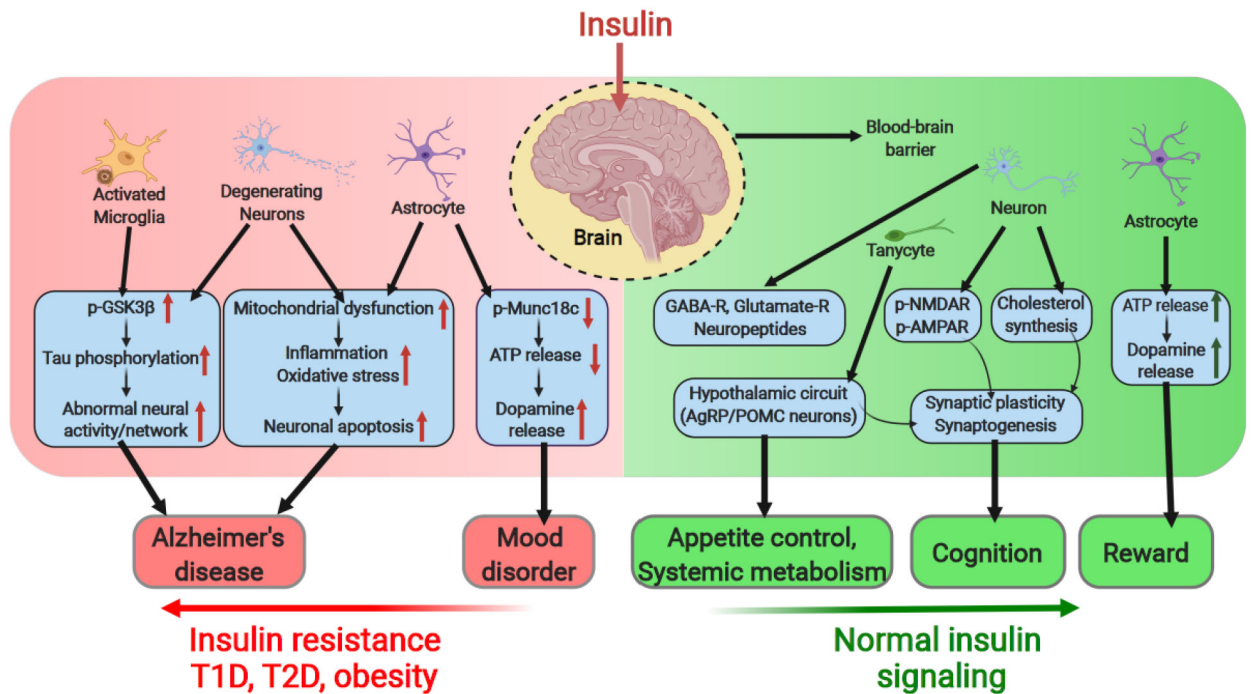 Insulin
Activated
Microglia
Degenerating
Neurons
Astrocyte
Brain
Blood-brain
barrier
Neuron
Tanycyte
Astrocyte
p-GSK3β
Tau phosphorylation
Abnormal neural
activity/network
Mitochondrial dysfunction
Inflammation
Oxidative stress
Neuronal apoptosis
p-Munc18c
ATP release
Dopamine
release
GABA-R, Glutamate-R
Neuropeptides
p-NMDAR
p-AMPAR
Cholesterol
synthesis
Hypothalamic circuit
(AgRP/POMC neurons)
Synaptic plasticity
Synaptogenesis
ATP release
Dopamine
release
Alzheimer's
disease
Mood
disorder
Appetite control,
Systemic metabolism
Cognition
Reward
Insulin resistance
T1D, T2D, obesity
Normal insulin
signaling